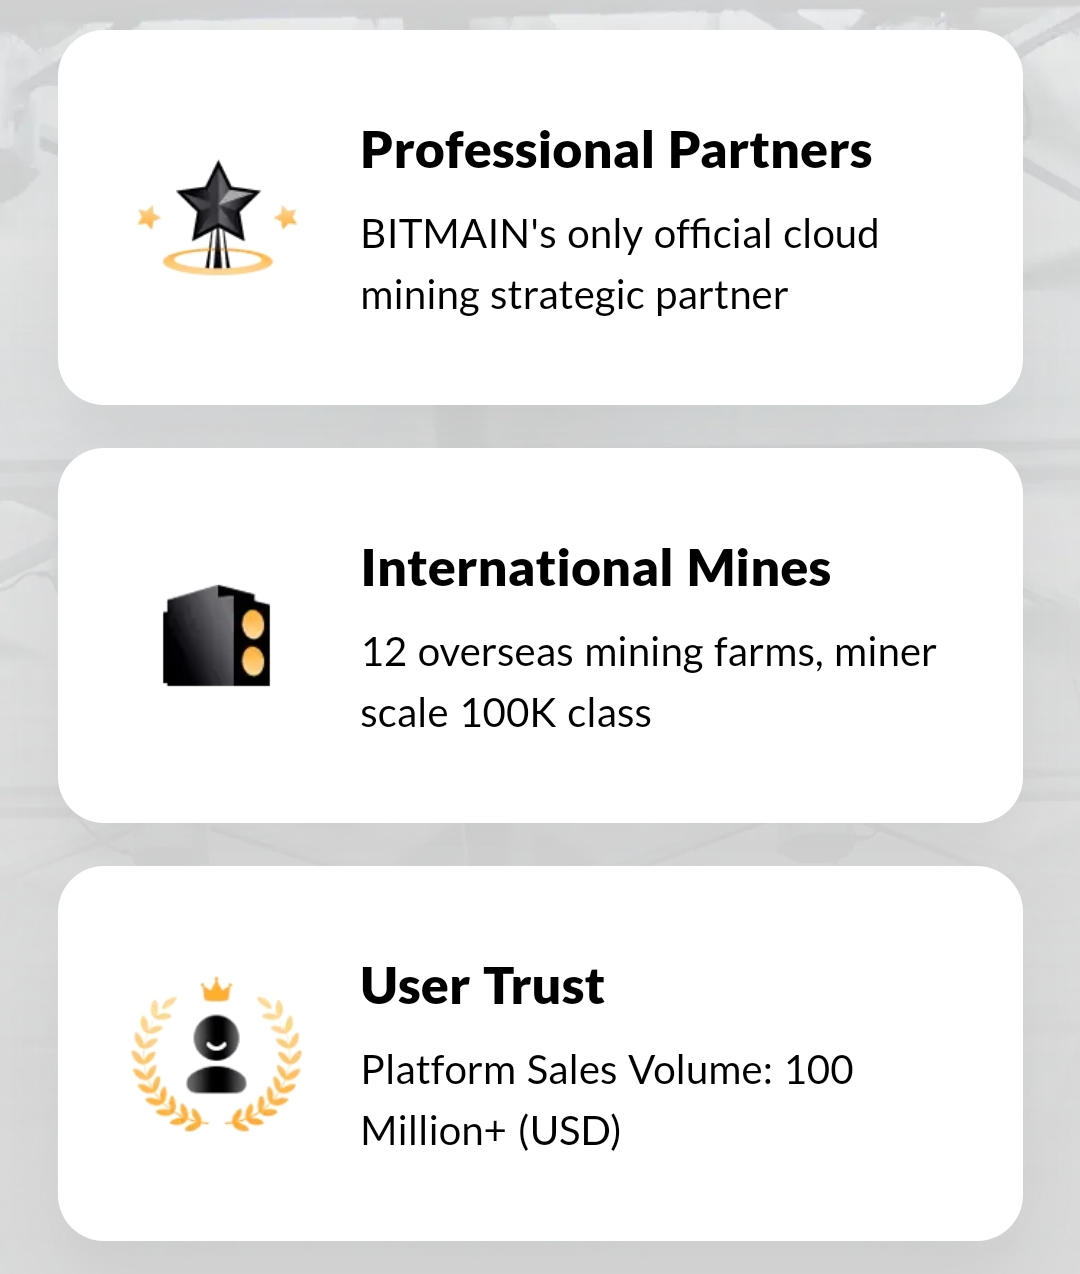 Professional Partners
BITMAIN's only official cloud
mining strategic partner
International Mines
12 overseas mining farms, miner
scale 100K class
User Trust
Platform Sales Volume: 100
Million+ (USD)